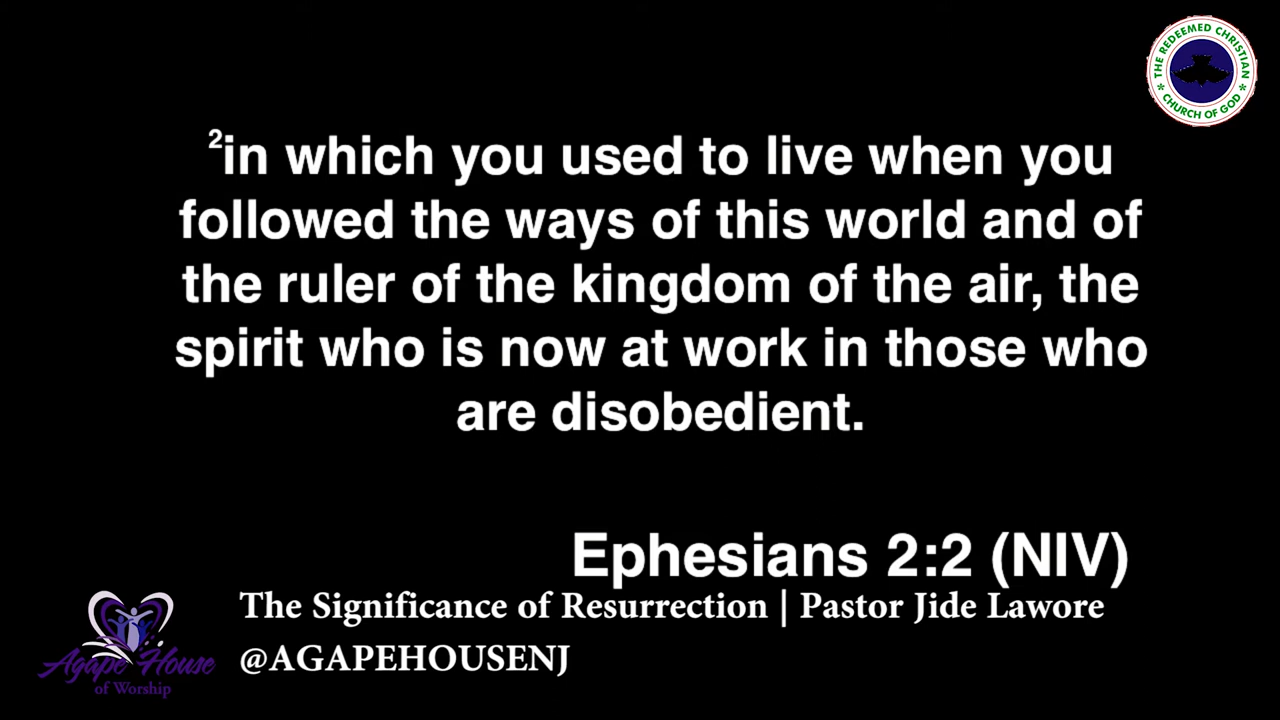 THE REDEEMED CHRISTIAN
* CHURCH OF GOD *
²in which you used to live when you
followed the ways of this world and of
the ruler of the kingdom of the air, the
spirit who is now at work in those who
are disobedient.
Ephesians 2:2 (NIV)
The Significance of Resurrection | Pastor Jide Lawore
@AGAPEHOUSENJ
Agape House
of Worship